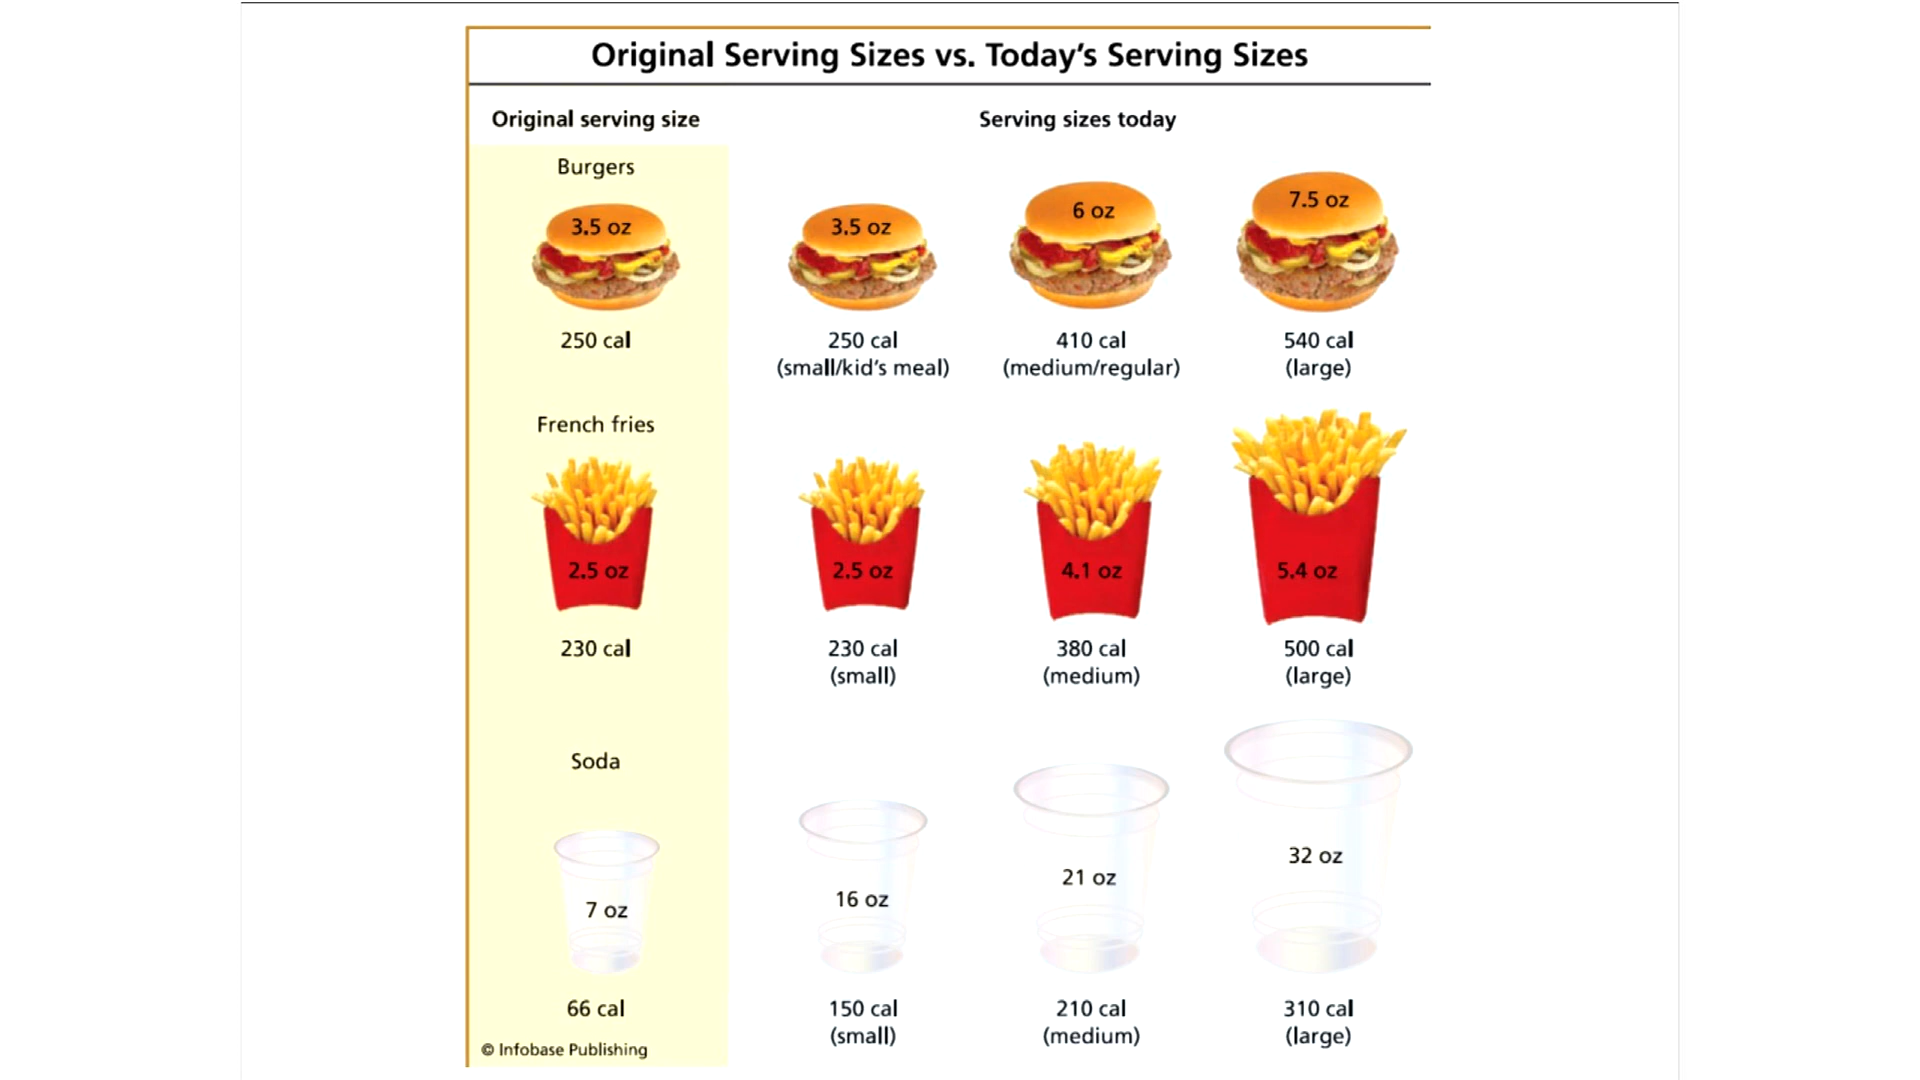 Original Serving Sizes vs. Today's Serving Sizes
Original serving size
Serving sizes today
Burgers
3.5 oz
3.5 oz
6 oz
7.5 oz
250 cal
250 cal
(small/kid's meal)
410 cal
(medium/regular)
540 cal
(large)
French fries
2.5 oz
2.5 oz
4.1 oz
5.4 oz
230 cal
230 cal
(small)
380 cal
(medium)
500 cal
(large)
Soda
7 oz
16 oz
21 oz
32 oz
66 cal
150 cal
(small)
210 cal
(medium)
310 cal
(large)
© Infobase Publishing